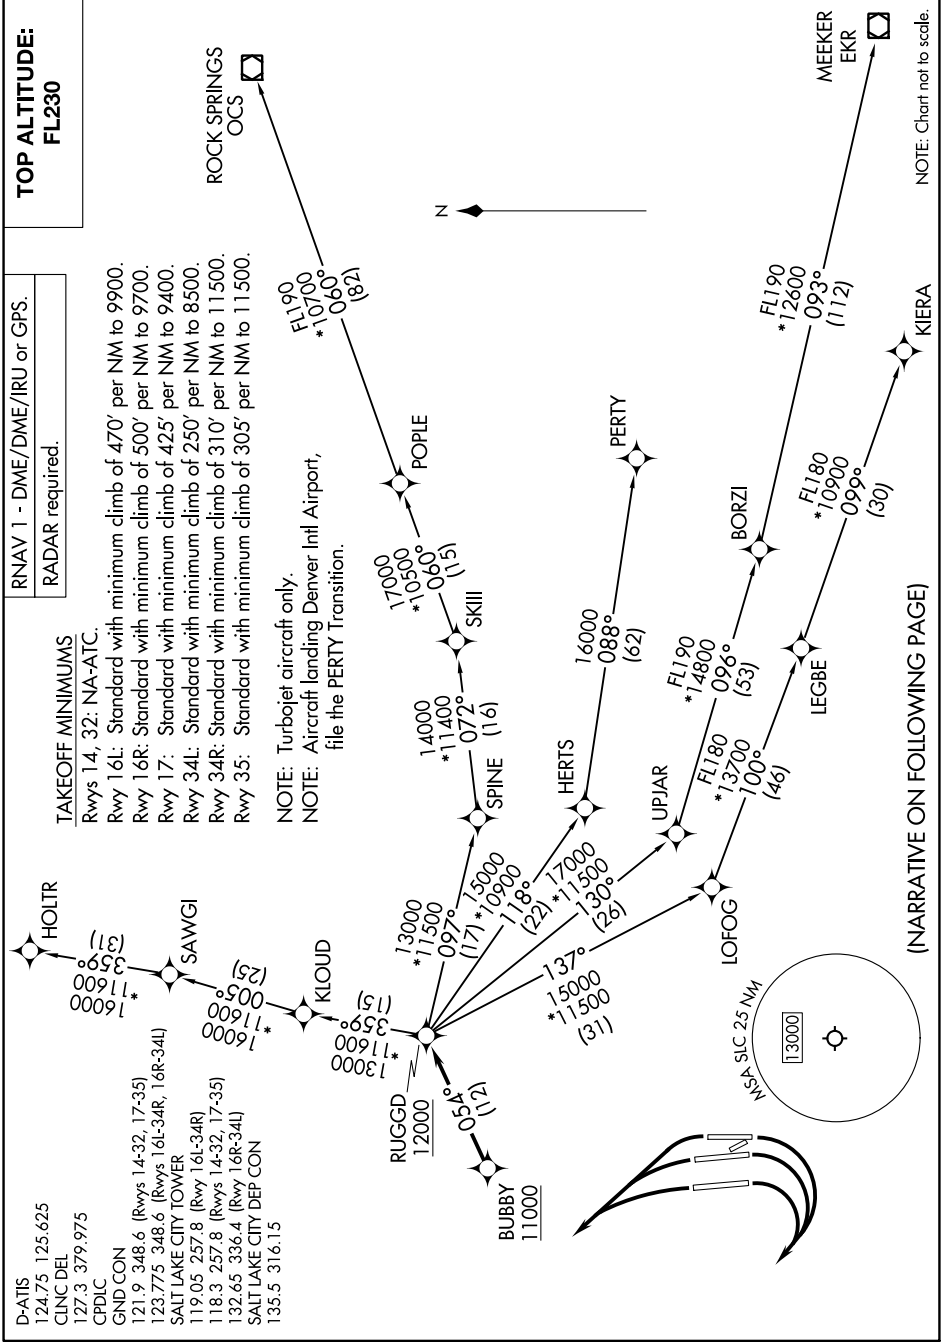 TOP ALTITUDE:
FL230
RNAV 1 - DME/DME/IRU or GPS.
RADAR required.
TAKEOFF MINIMUMS
Rwys 14, 32: NA-ATC.
Rwy 16L: Standard with minimum climb of 470' per NM to 9900.
Rwy 16R: Standard with minimum climb of 500' per NM to 9700.
Rwy 17: Standard with minimum climb of 425' per NM to 9400.
Rwy 34L: Standard with minimum climb of 250' per NM to 8500.
Rwy 34R: Standard with minimum climb of 310' per NM to 11500.
Rwy 35: Standard with minimum climb of 305' per NM to 11500.
NOTE: Turbojet aircraft only.
NOTE: Aircraft landing Denver Intl Airport,
file the PERTY Transition.
D-ATIS
124.75 125.625
CLNC DEL
127.3 379.975
CPDLC
GND CON
121.9 348.6 (Rwys 14-32, 17-35)
123.775 348.6 (Rwys 16L-34R, 16R-34L)
SALT LAKE CITY TOWER
119.05 257.8 (Rwy 16L-34R)
118.3 257.8 (Rwys 14-32, 17-35)
132.65 336.4 (Rwy 16R-34L)
SALT LAKE CITY DEP CON
135.5 316.15
HOLTR
16000
*11600
359°
(31)
SAWGI
16000
*11600
005°
(25)
KLOUD
13000
*11600
359°
(15)
RUGGD
12000
054°
(12)
BUBBY
11000
13000
*11500
097°
(17)
SPINE
14000
*11400
072°
(16)
SKIII
17000
*10500
060°
(15)
POPLE
FL190
*10700
060°
(82)
ROCK SPRINGS
OCS
N
15000
*10900
118°
(22)
HERTS
16000
088°
(62)
PERTY
17000
*11500
130°
(26)
UPJAR
FL190
*14800
096°
(53)
BORZI
FL190
*12600
093°
(112)
MEEKER
EKR
137°
15000
*11500
(31)
LOFOG
FL180
*13700
100°
(46)
LEGBE
FL180
*10900
099°
(30)
KIERA
MSA SLC 25 NM
13000
(NARRATIVE ON FOLLOWING PAGE)
NOTE: Chart not to scale.